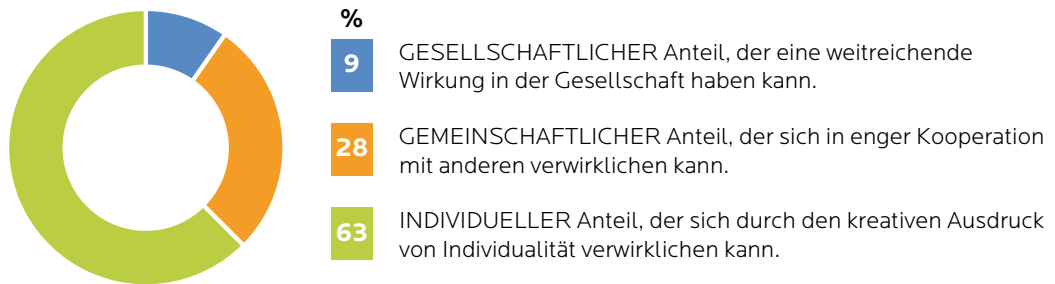 %
9 GESELLSCHAFTLICHER Anteil, der eine weitreichende
Wirkung in der Gesellschaft haben kann.
28 GEMEINSCHAFTLICHER Anteil, der sich in enger Kooperation
mit anderen verwirklichen kann.
63 INDIVIDUELLER Anteil, der sich durch den kreativen Ausdruck
von Individualität verwirklichen kann.